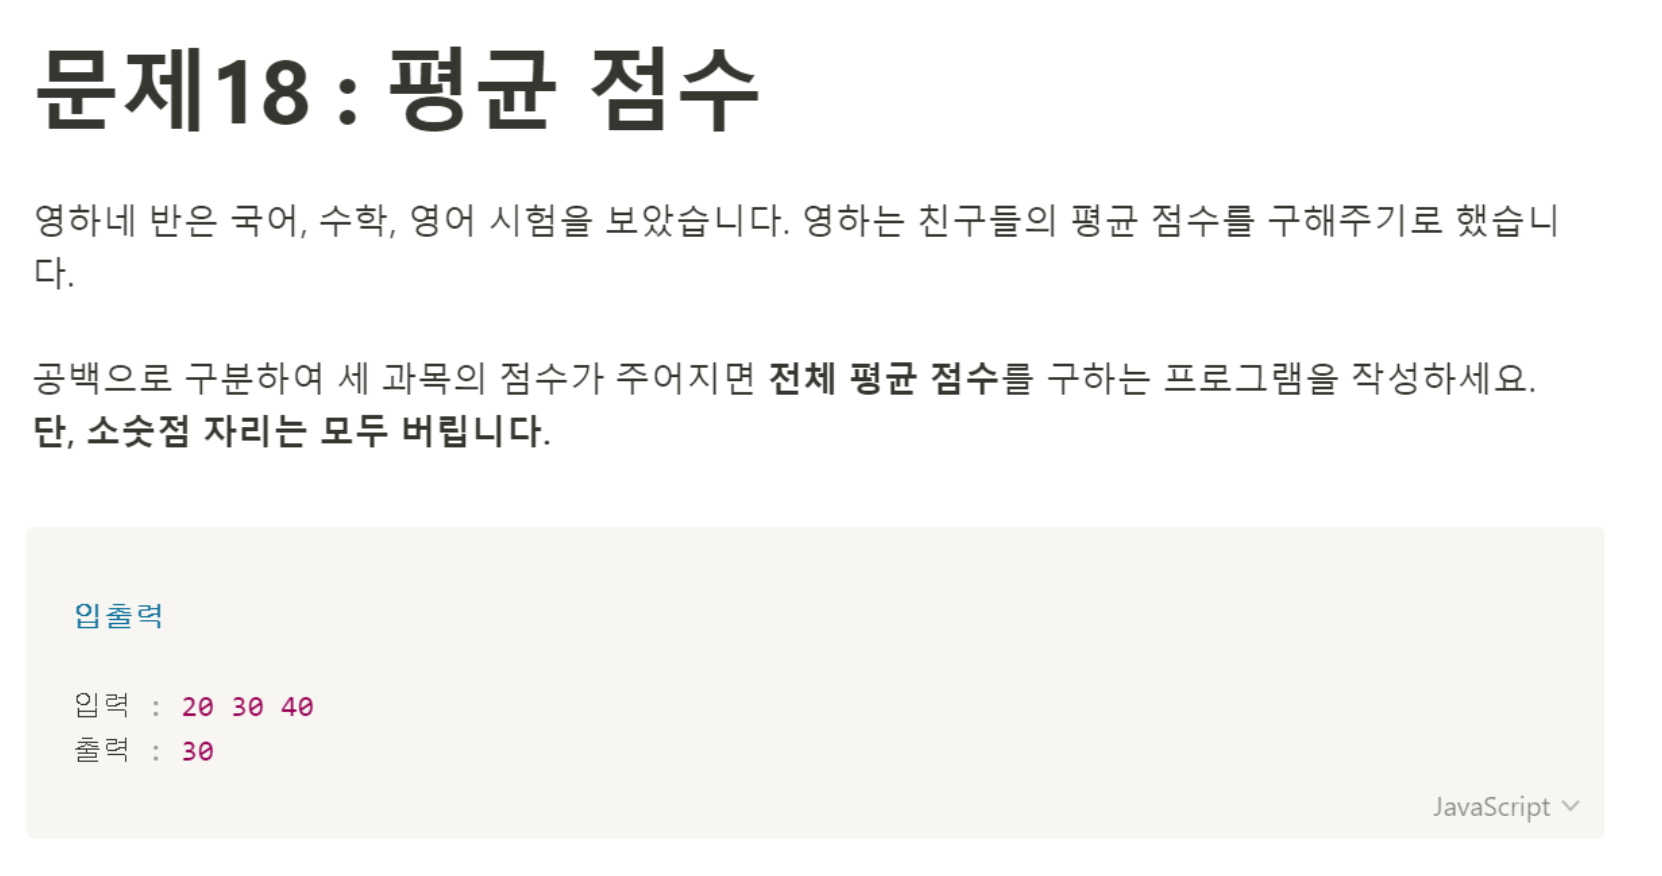 문제18 : 평균 점수
영하네 반은 국어, 수학, 영어 시험을 보았습니다. 영하는 친구들의 평균 점수를 구해주기로 했습니
다.
공백으로 구분하여 세 과목의 점수가 주어지면 전체 평균 점수를 구하는 프로그램을 작성하세요.
단, 소숫점 자리는 모두 버립니다.
입출력
입력 : 20 30 40
출력 : 30
JavaScript